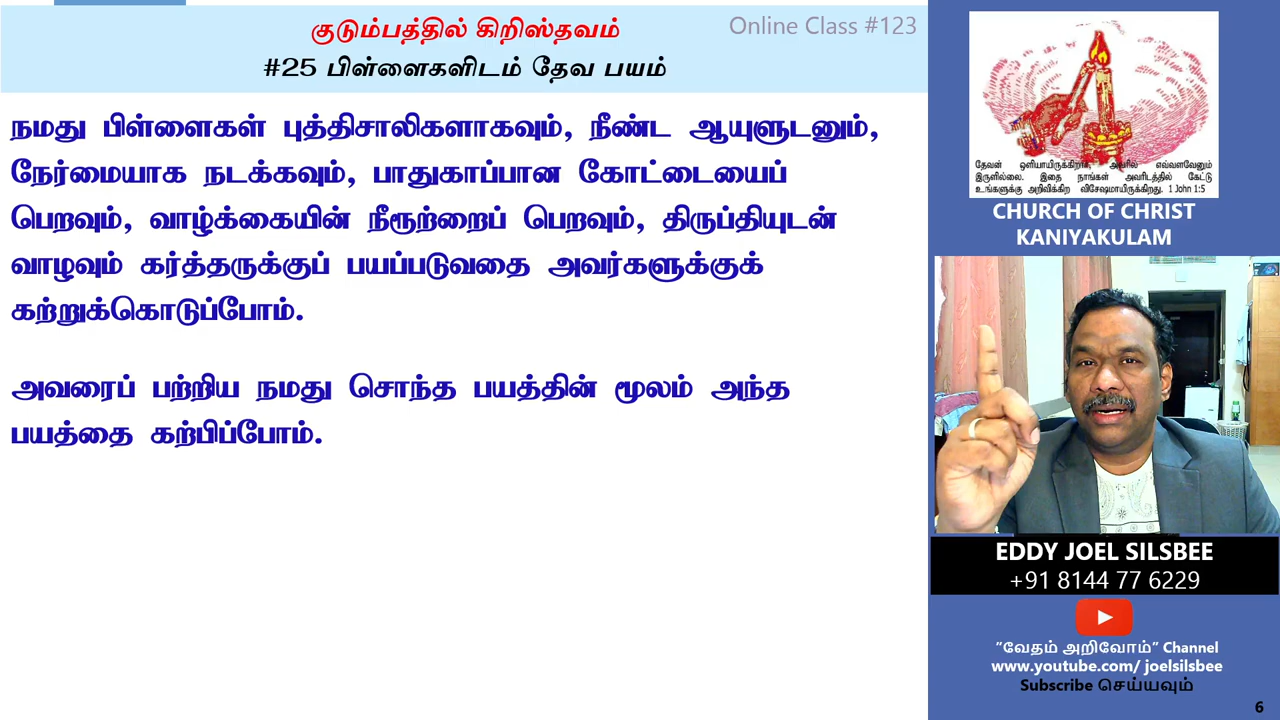 குடும்பத்தில் கிறிஸ்தவம்
Online Class #123
#25 பிள்ளைகளிடம் தேவ பயம்
நமது பிள்ளைகள் புத்திசாலிகளாகவும், நீண்ட ஆயுளுடனும்,
நேர்மையாக நடக்கவும், பாதுகாப்பான கோட்டையைப்
பெறவும், வாழ்க்கையின் நீரூற்றைப் பெறவும், திருப்தியுடன்
வாழவும் கர்த்தருக்குப் பயப்படுவதை அவர்களுக்குக்
கற்றுக்கொடுப்போம்.
அவரைப் பற்றிய நமது சொந்த பயத்தின் மூலம் அந்த
பயத்தை கற்பிப்போம்.
தேவன் ஒளியாயிருக்கிறார், அவரில் எவ்வளவேனும்
இருளில்லை. இதை நாங்கள் அவரிடத்தில் கேட்டு
உங்களுக்கு அறிவிக்கிற விசேஷமாயிருக்கிறது. 1 John 1:5
CHURCH OF CHRIST
KANIYAKULAM
EDDY JOEL SILSBEE
+91 8144 77 6229
"வேதம் அறிவோம்" Channel
www.youtube.com/ joelsilsbee
Subscribe செய்யவும்
6